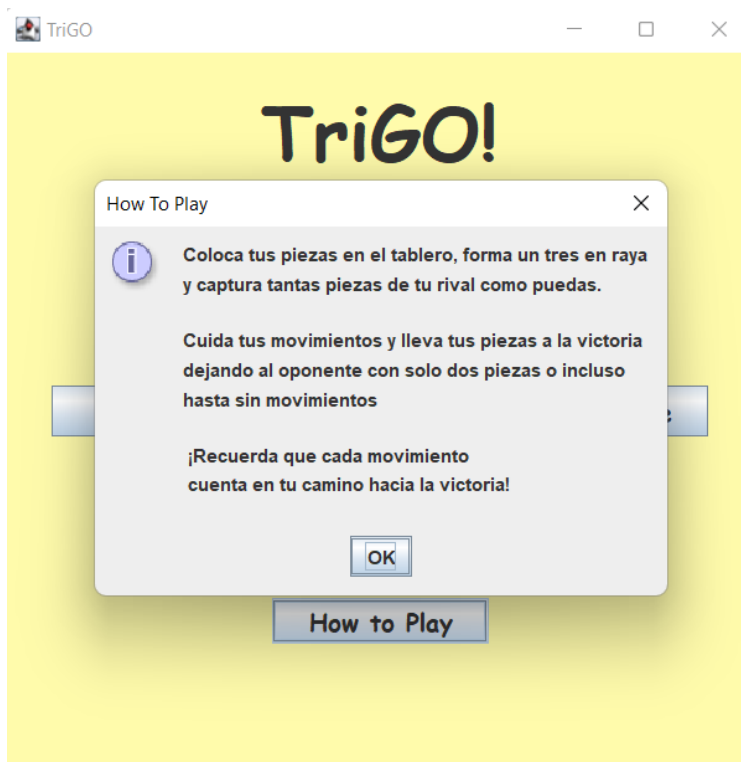 TriGO
TriGO!
How To Play
Coloca tus piezas en el tablero, forma un tres en raya
y captura tantas piezas de tu rival como puedas.
Cuida tus movimientos y lleva tus piezas a la victoria
dejando al oponente con solo dos piezas o incluso
hasta sin movimientos
¡Recuerda que cada movimiento
cuenta en tu camino hacia la victoria!
OK
How to Play